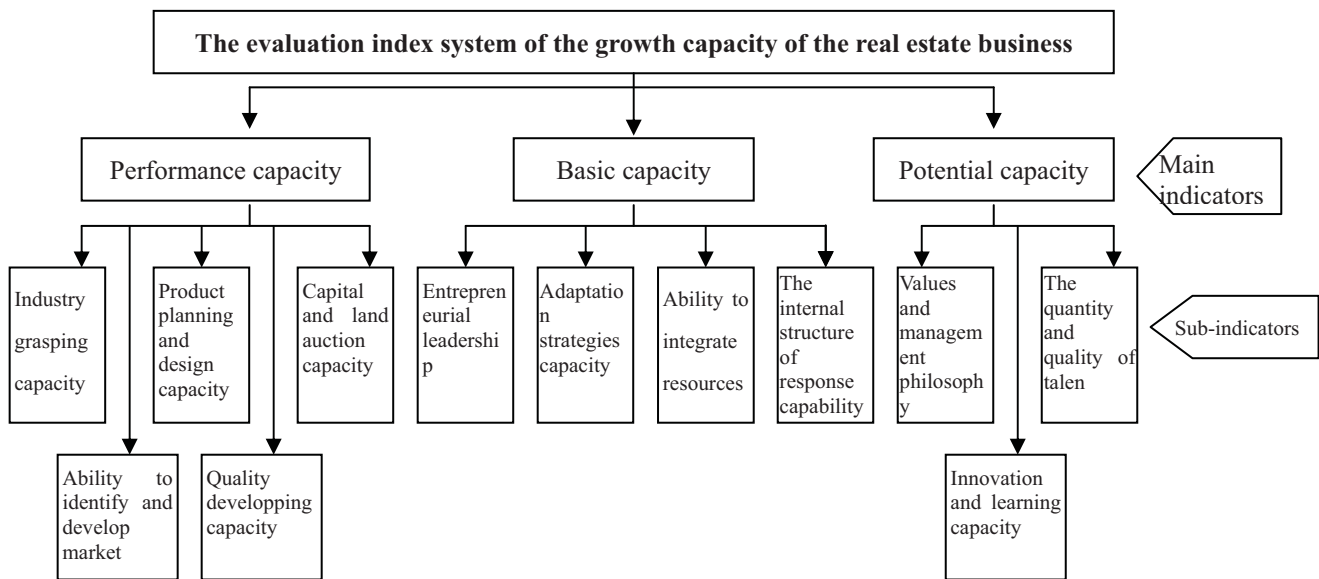 The evaluation index system of the growth capacity of the real estate business
Performance capacity
Basic capacity
Potential capacity
Main
indicators
Industry
grasping
capacity
Product
planning
and
design
capacity
Capital
and land
auction
capacity
Entrepren
eurial
leadershi
p
Adaptatio
n
strategies
capacity
Ability to
integrate
resources
The
internal
structure
of
response
capability
Values
and
management
philosoph
y
The
quantity
and
quality of
talen
Sub-indicators
Ability to
identify and
develop
market
Quality
developping
capacity
Innovation
and learning
capacity